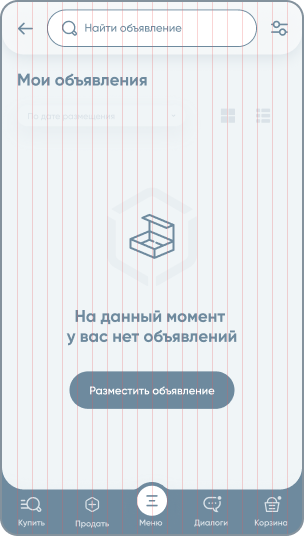 Найти объявление
Мои объявления
По дате размещения
На данный момент
у вас нет объявлений
Разместить объявление
Купить
Продать
Меню
Диалоги
Корзина